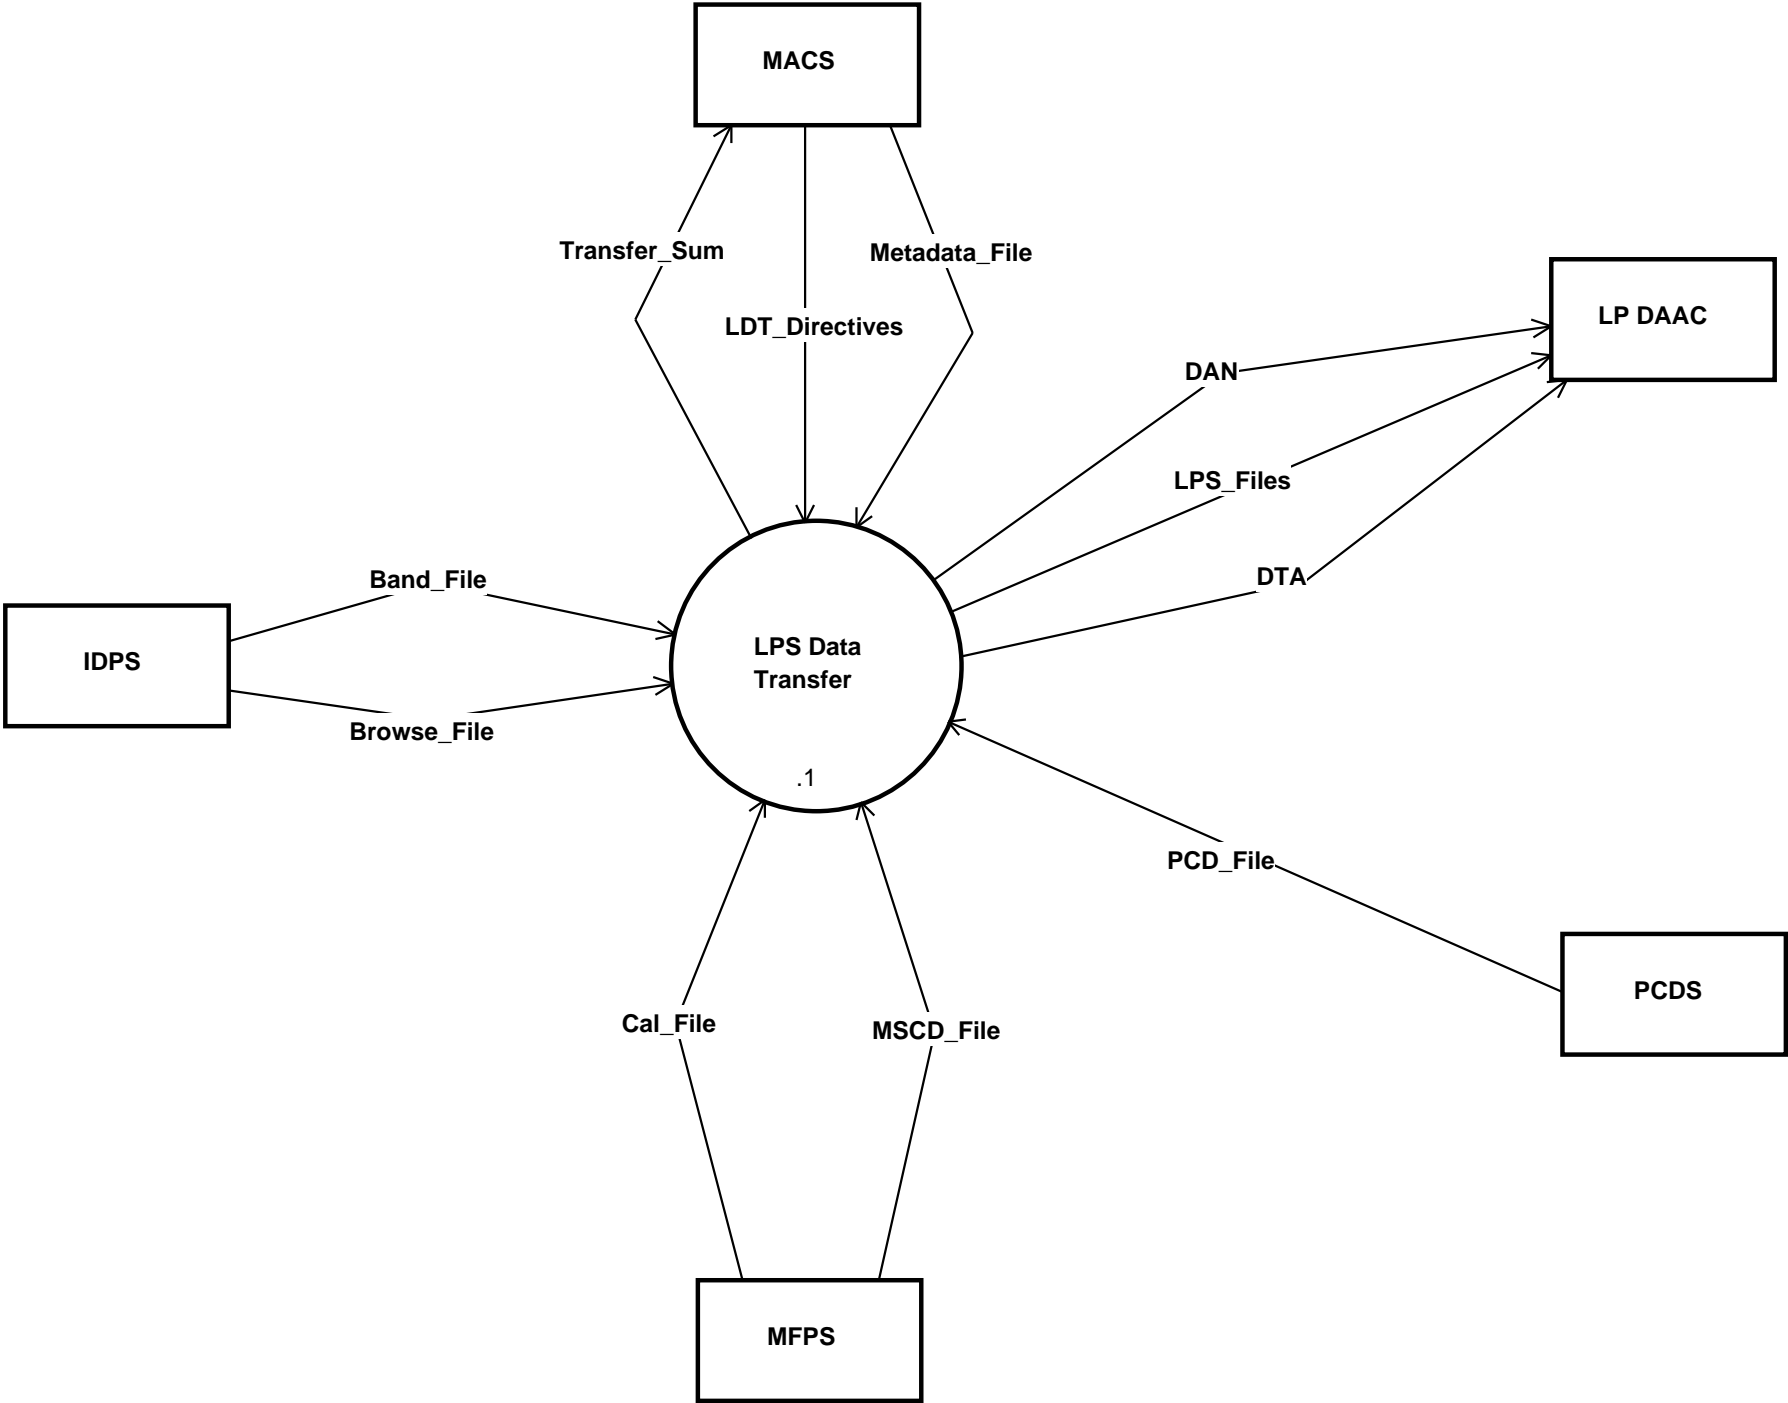 MACS
Transfer_Sum
Metadata_File
LDT_Directives
LP DAAC
DAN
LPS_Files
DTA
Band_File
IDPS
Browse_File
LPS Data
Transfer
.1
PCD_File
PCDS
Cal_File
MSCD_File
MFPS